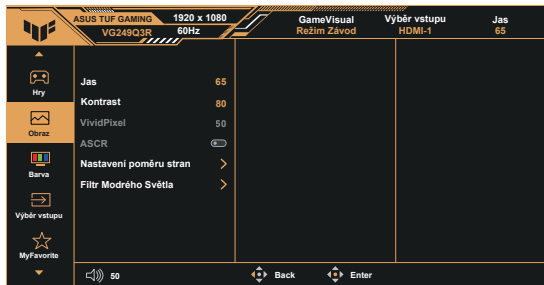 ASUS TUF GAMING 1920 x 1080 GameVisual Výběr vstupu Jas
VG249Q3R 60Hz Režim Závod HDMI-1 65
Hry
Obraz
Barva
Výběr vstupu
MyFavorite
Jas 65
Kontrast 80
VividPixel 50
ASCR
Nastavení poměru stran
Filtr Modrého Světla
50 Back Enter